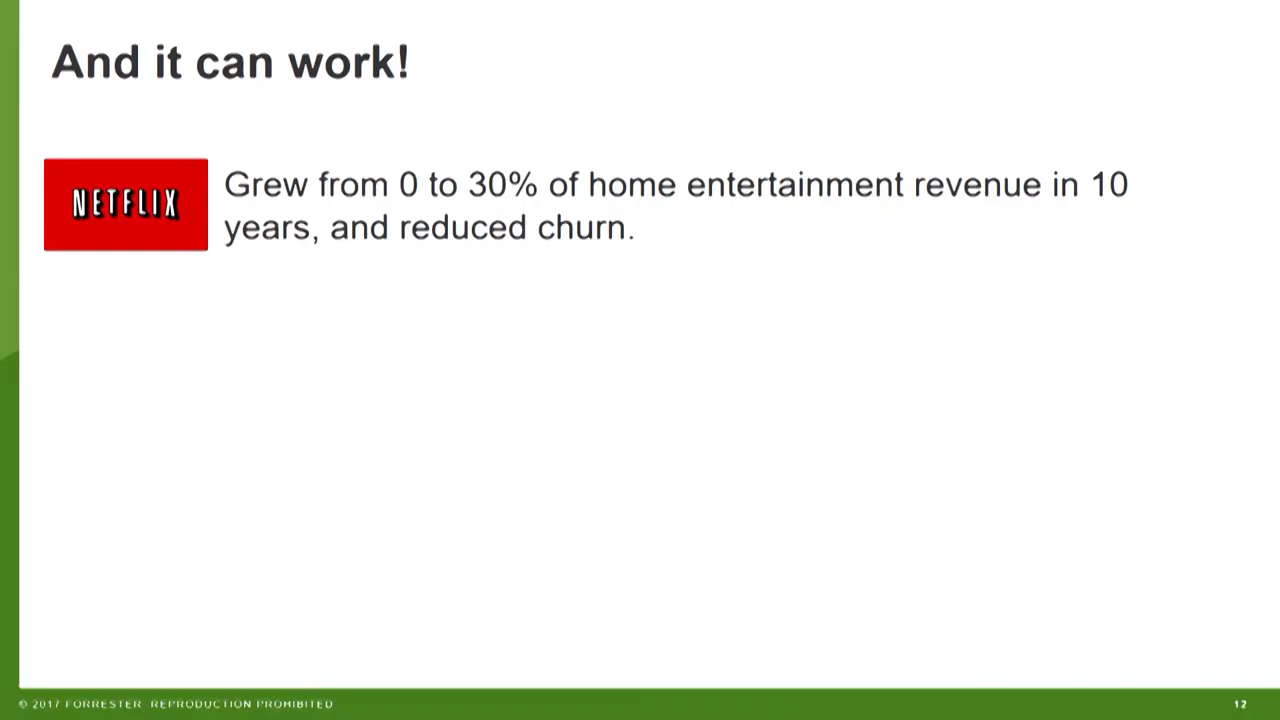 And it can work!
NETFLIX
Grew from 0 to 30% of home entertainment revenue in 10
years, and reduced churn.
© 2017 FORRESTER. REPRODUCTION PROHIBITED.
12